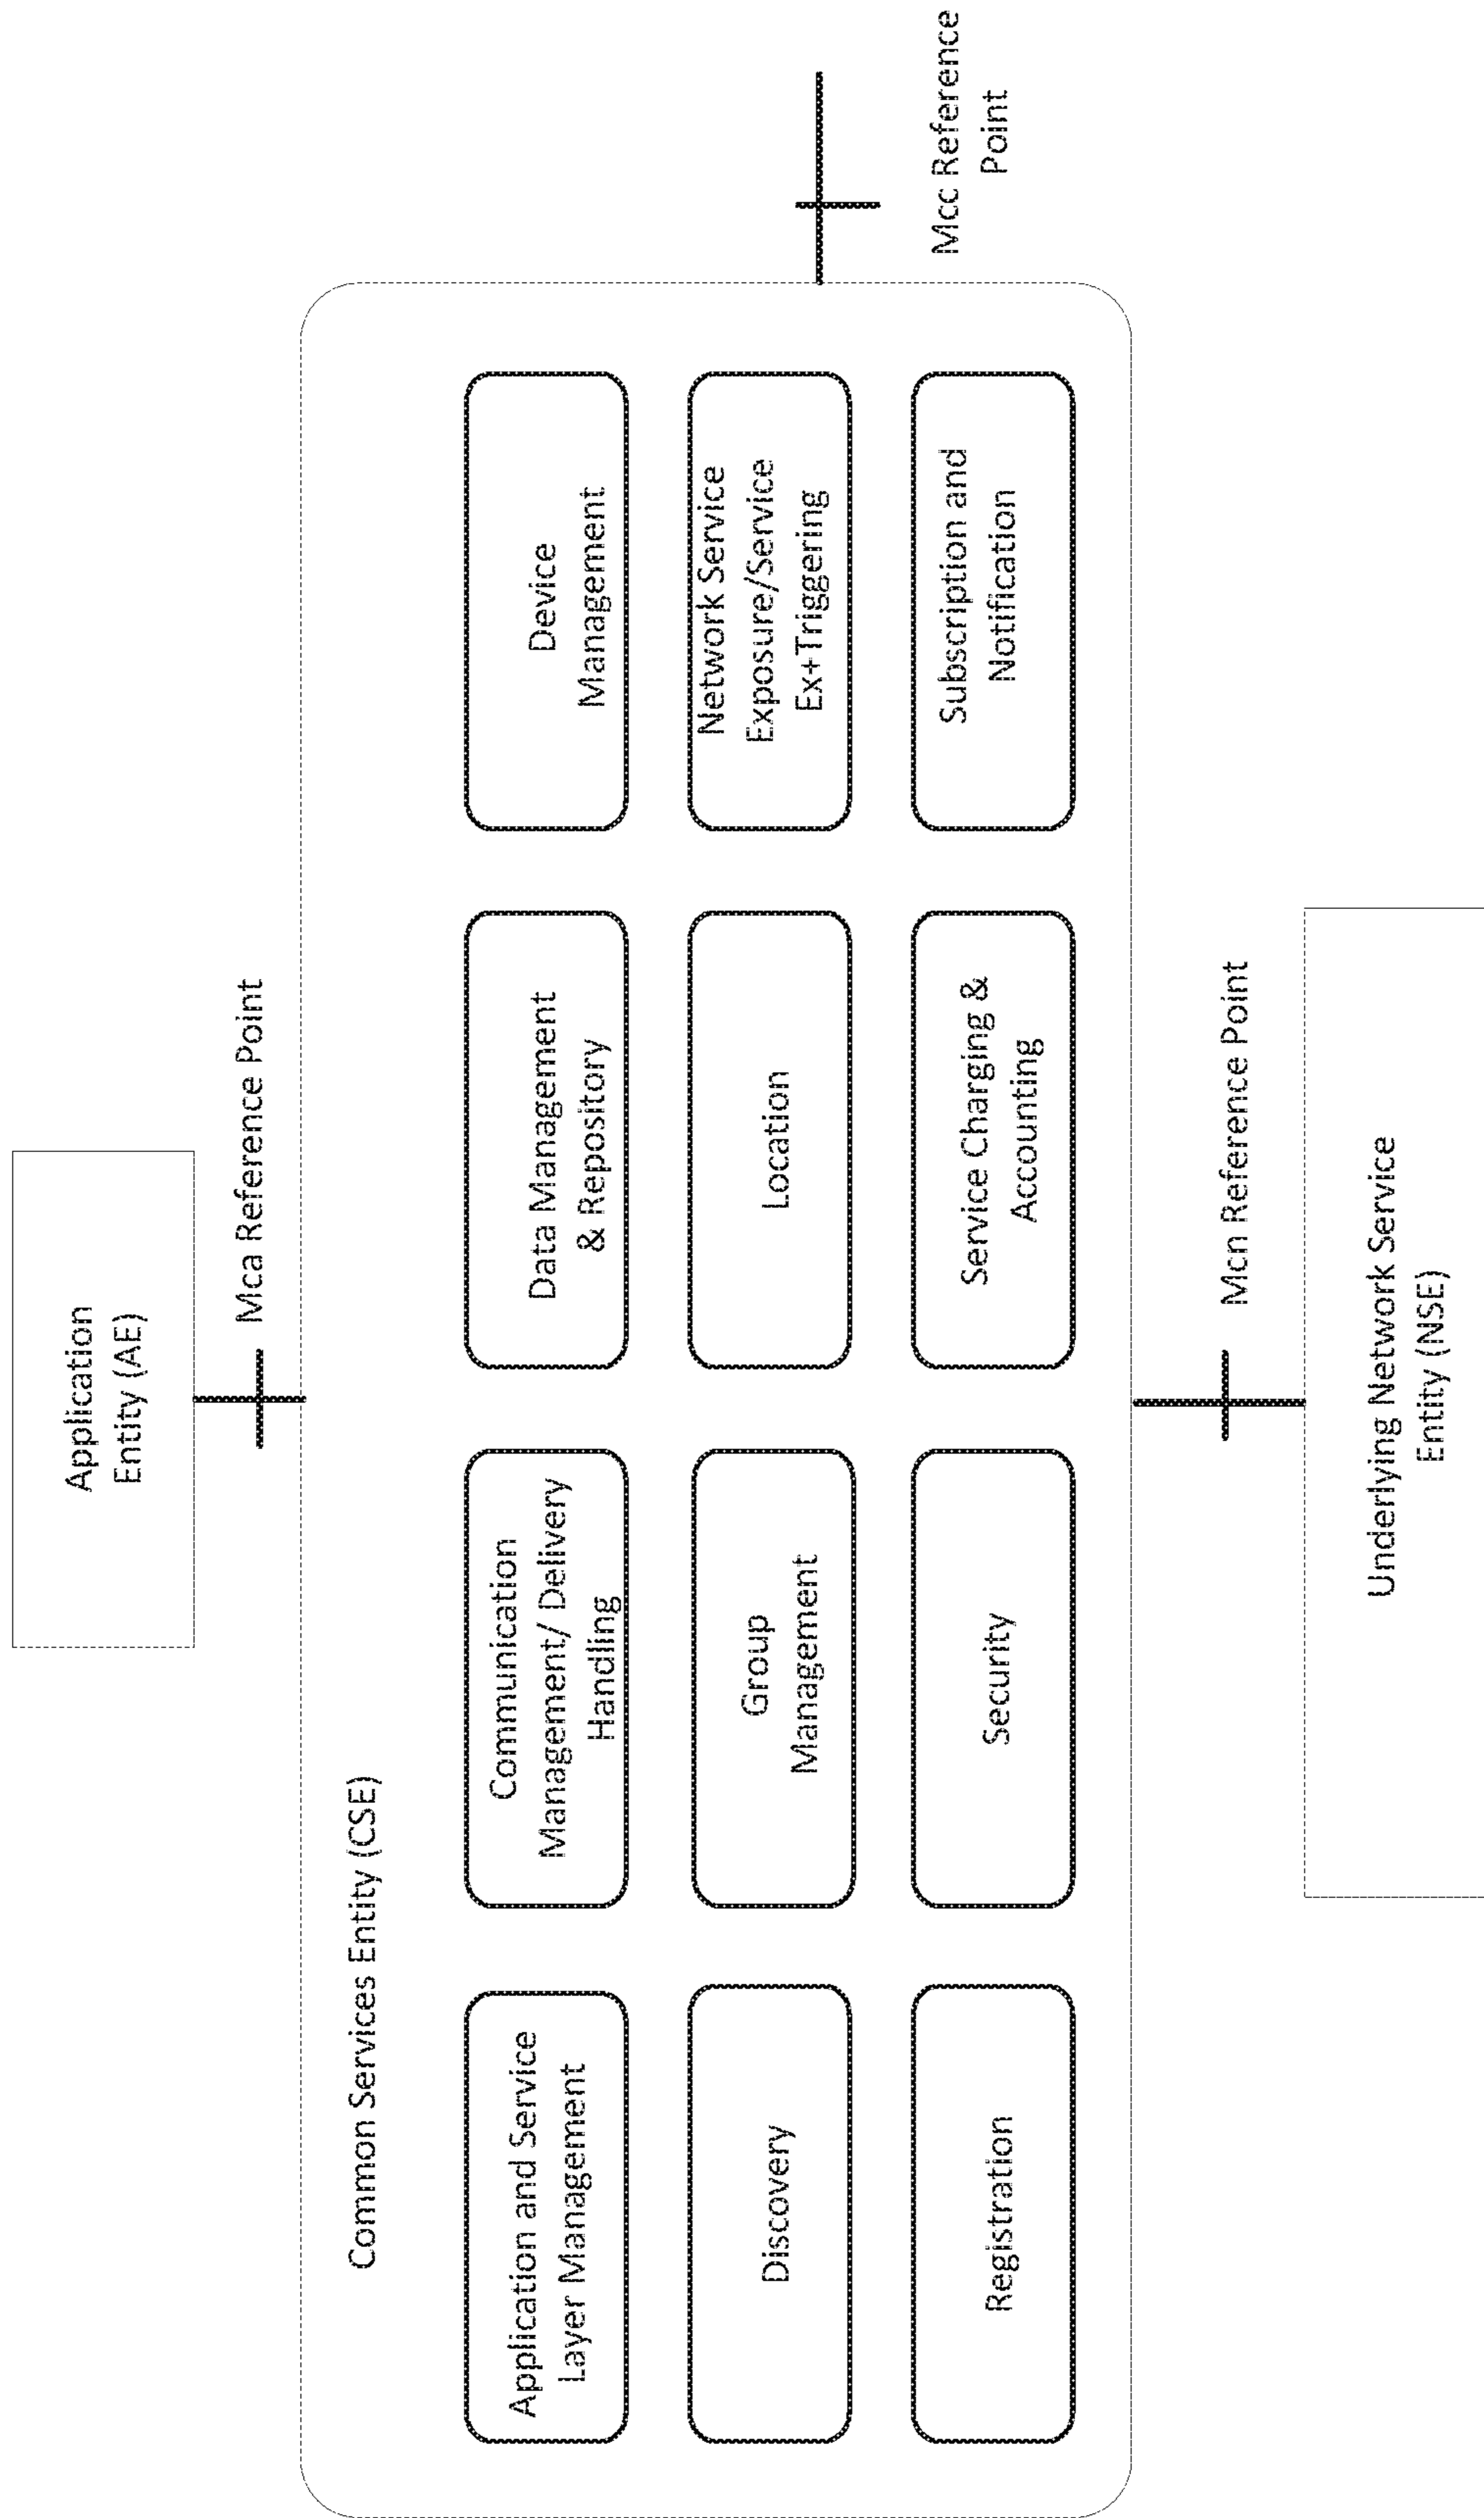 Application
Entity (AE)
Mca Reference Point
Common Services Entity (CSE)
Application and Service
Layer Management
Communication
Management/ Delivery
Handling
Data Management
& Repository
Device
Management
Discovery
Group
Management
Location
Network Service
Exposure/Service
Ex+Triggering
Registration
Security
Service Charging &
Accounting
Subscription and
Notification
Mcc Reference
Point
Mcn Reference Point
Underlying Network Service
Entity (NSE)